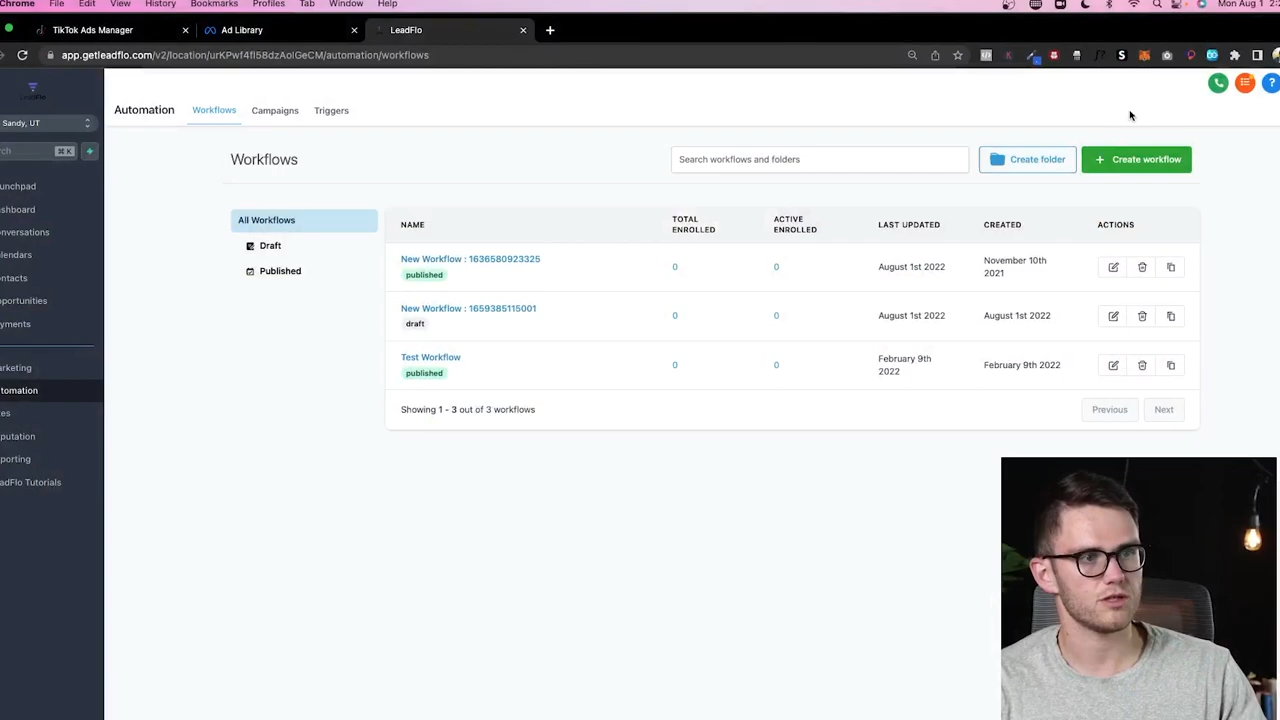 Chrome File Edit View History Bookmarks Profiles Tab Window Help
Mon Aug 1
TikTok Ads Manager
Ad Library
LeadFlo
app.getleadflo.com/v2/location/urKPwf4fl58dzAolGeCM/automation/workflows
Sandy, UT
rch
⌘ K
unchpad
shboard
nversations
lendars
ntacts
portunities
yments
arketing
tomation
es
putation
porting
adFlo Tutorials
Automation Workflows Campaigns Triggers
Workflows
Search workflows and folders
Create folder
+ Create workflow
All Workflows
Draft
Published
NAME TOTAL ENROLLED ACTIVE ENROLLED LAST UPDATED CREATED ACTIONS
New Workflow : 1636580923325
published
0 0 August 1st 2022 November 10th 2021
New Workflow : 1659385115001
draft
0 0 August 1st 2022 August 1st 2022
Test Workflow
published
0 0 February 9th 2022 February 9th 2022
Showing 1 - 3 out of 3 workflows
Previous Next